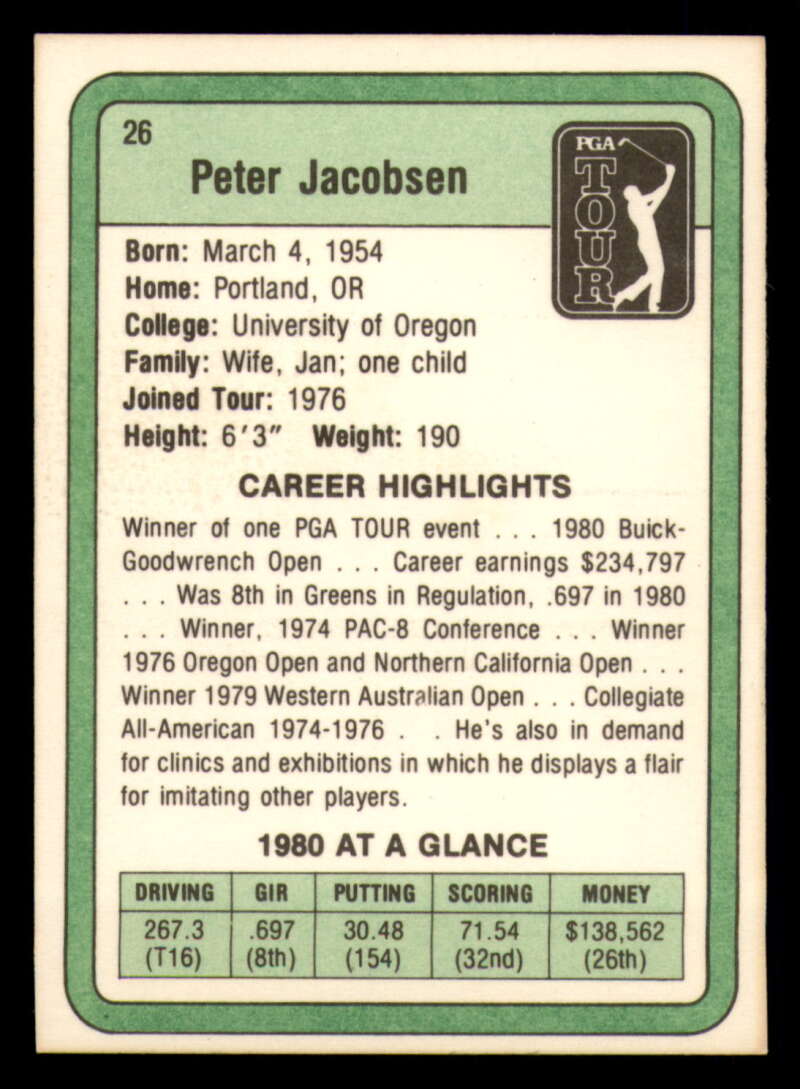 26
Peter Jacobsen
PGA
TOUR
Born: March 4, 1954
Home: Portland, OR
College: University of Oregon
Family: Wife, Jan; one child
Joined Tour: 1976
Height: 6'3" Weight: 190
CAREER HIGHLIGHTS
Winner of one PGA TOUR event . . . 1980 Buick-
Goodwrench Open . . . Career earnings $234,797
. . . Was 8th in Greens in Regulation, .697 in 1980
. . . Winner, 1974 PAC-8 Conference . . . Winner
1976 Oregon Open and Northern California Open . . .
Winner 1979 Western Australian Open . . . Collegiate
All-American 1974-1976 . . He's also in demand
for clinics and exhibitions in which he displays a flair
for imitating other players.
1980 AT A GLANCE
DRIVING GIR PUTTING SCORING MONEY
267.3 .697 30.48 71.54 $138,562
(T16) (8th) (154) (32nd) (26th)